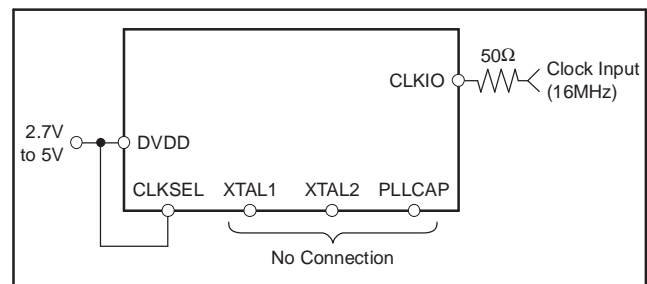 50Ω
CLKIO
Clock Input
(16MHz)
2.7V
to 5V
DVDD
CLKSEL XTAL1 XTAL2 PLLCAP
No Connection